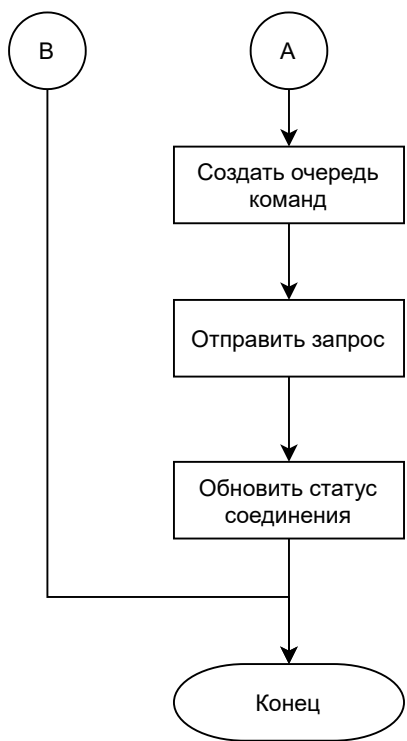 B
A
Создать очередь
команд
Отправить запрос
Обновить статус
соединения
Конец